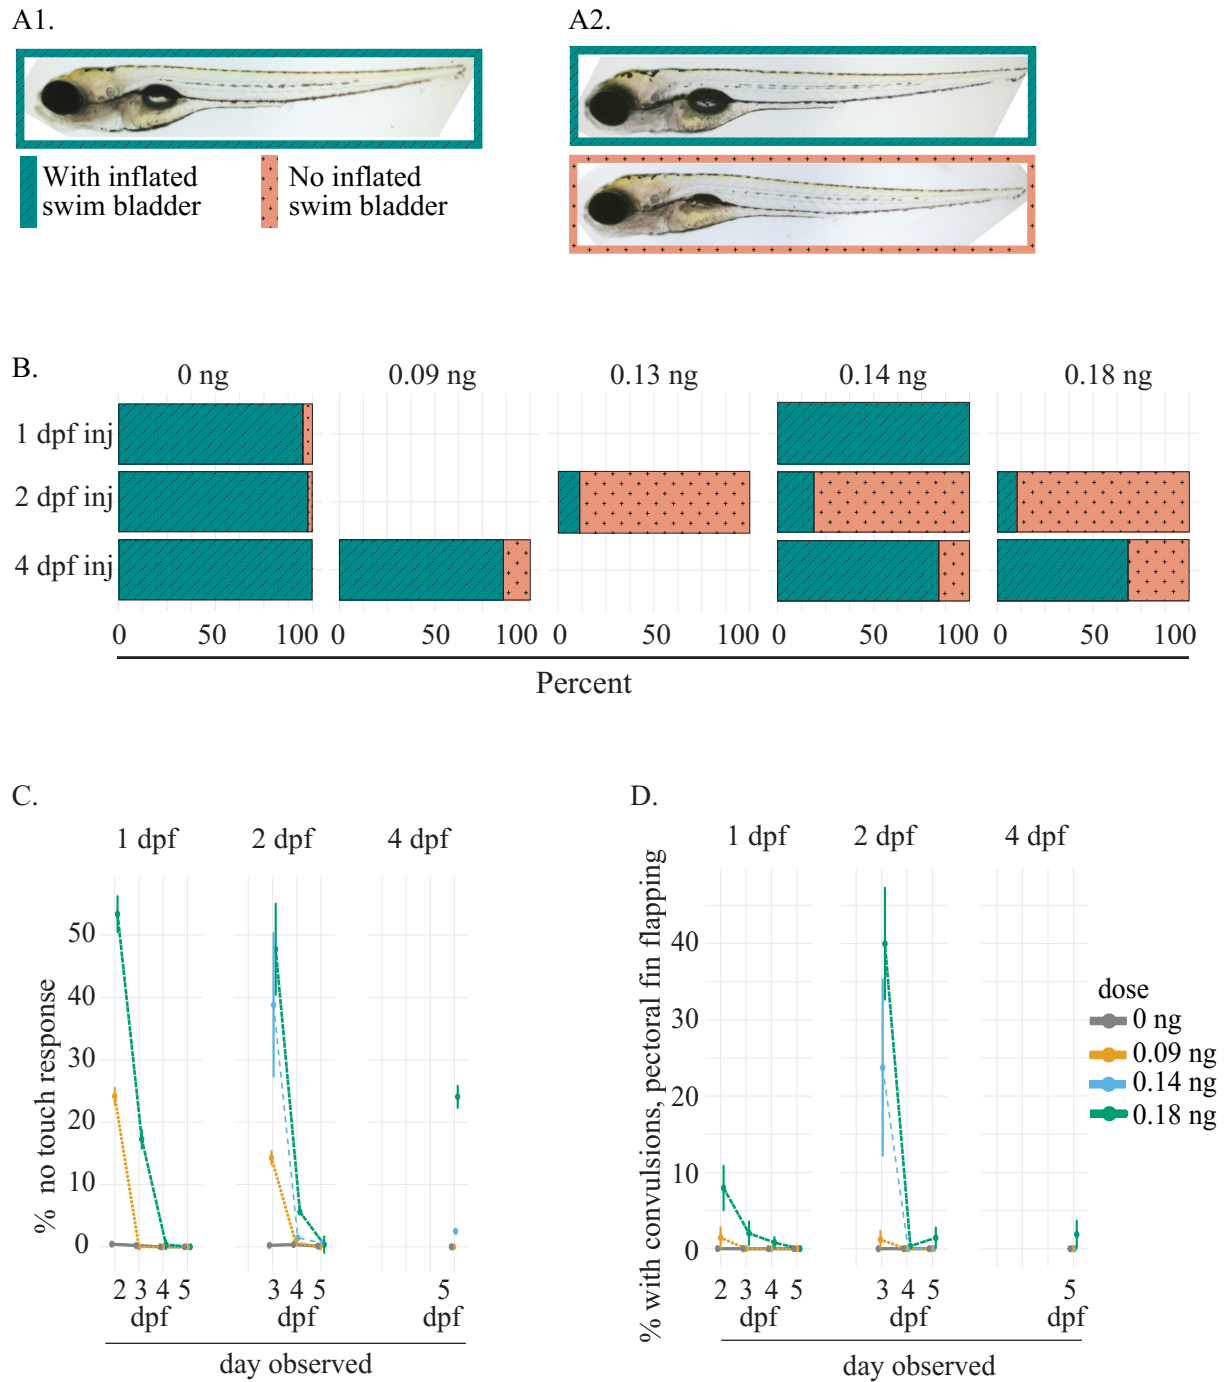 A1.
A2.
With inflated
swim bladder
No inflated
swim bladder
B.
0 ng
0.09 ng
0.13 ng
0.14 ng
0.18 ng
1 dpf inj
2 dpf inj
4 dpf inj
0 50 100
0 50 100
0 50 100
0 50 100
0 50 100
Percent
C.
1 dpf
2 dpf
4 dpf
% no touch response
50
40
30
20
10
0
2 3 4 5
dpf
3 4 5
dpf
5
dpf
day observed
D.
1 dpf
2 dpf
4 dpf
% with convulsions, pectoral fin flapping
40
30
20
10
0
2 3 4 5
dpf
3 4 5
dpf
5
dpf
day observed
dose
0 ng
0.09 ng
0.14 ng
0.18 ng